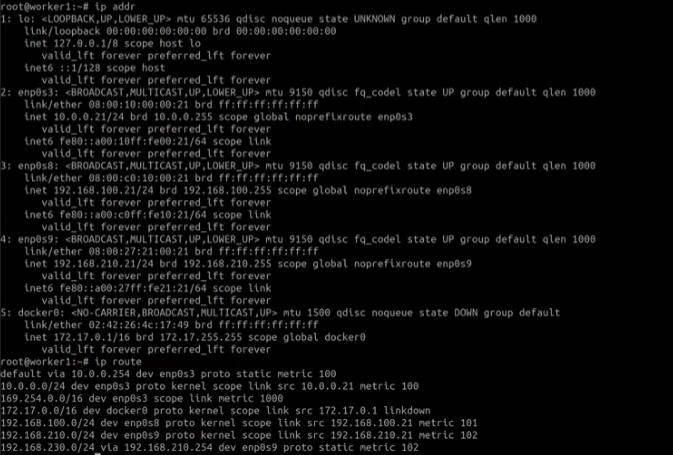 root@worker1:~# ip addr
1: lo: <LOOPBACK,UP,LOWER_UP> mtu 65536 qdisc noqueue state UNKNOWN group default qlen 1000
link/loopback 00:00:00:00:00:00 brd 00:00:00:00:00:00
inet 127.0.0.1/8 scope host lo
valid_lft forever preferred_lft forever
inet6 ::1/128 scope host
valid_lft forever preferred_lft forever
2: enp0s3: <BROADCAST,MULTICAST,UP,LOWER_UP> mtu 9150 qdisc fq_codel state UP group default qlen 1000
link/ether 08:00:10:00:00:21 brd ff:ff:ff:ff:ff:ff
inet 10.0.0.21/24 brd 10.0.0.255 scope global noprefixroute enp0s3
valid_lft forever preferred_lft forever
inet6 fe80::a00:10ff:fe00:21/64 scope link
valid_lft forever preferred_lft forever
3: enp0s8: <BROADCAST,MULTICAST,UP,LOWER_UP> mtu 9150 qdisc fq_codel state UP group default qlen 1000
link/ether 08:00:c0:10:00:21 brd ff:ff:ff:ff:ff:ff
inet 192.168.100.21/24 brd 192.168.100.255 scope global noprefixroute enp0s8
valid_lft forever preferred_lft forever
inet6 fe80::a00:c0ff:fe10:21/64 scope link
valid_lft forever preferred_lft forever
4: enp0s9: <BROADCAST,MULTICAST,UP,LOWER_UP> mtu 9150 qdisc fq_codel state UP group default qlen 1000
link/ether 08:00:27:21:00:21 brd ff:ff:ff:ff:ff:ff
inet 192.168.210.21/24 brd 192.168.210.255 scope global noprefixroute enp0s9
valid_lft forever preferred_lft forever
inet6 fe80::a00:27ff:fe21:21/64 scope link
valid_lft forever preferred_lft forever
5: docker0: <NO-CARRIER,BROADCAST,MULTICAST,UP> mtu 1500 qdisc noqueue state DOWN group default
link/ether 02:42:26:4c:17:49 brd ff:ff:ff:ff:ff:ff
inet 172.17.0.1/16 brd 172.17.255.255 scope global docker0
valid_lft forever preferred_lft forever
root@worker1:~# ip route
default via 10.0.0.254 dev enp0s3 proto static metric 100
10.0.0.0/24 dev enp0s3 proto kernel scope link src 10.0.0.21 metric 100
169.254.0.0/16 dev enp0s3 scope link metric 1000
172.17.0.0/16 dev docker0 proto kernel scope link src 172.17.0.1 linkdown
192.168.100.0/24 dev enp0s8 proto kernel scope link src 192.168.100.21 metric 101
192.168.210.0/24 dev enp0s9 proto kernel scope link src 192.168.210.21 metric 102
192.168.230.0/24 via 192.168.210.254 dev enp0s9 proto static metric 102